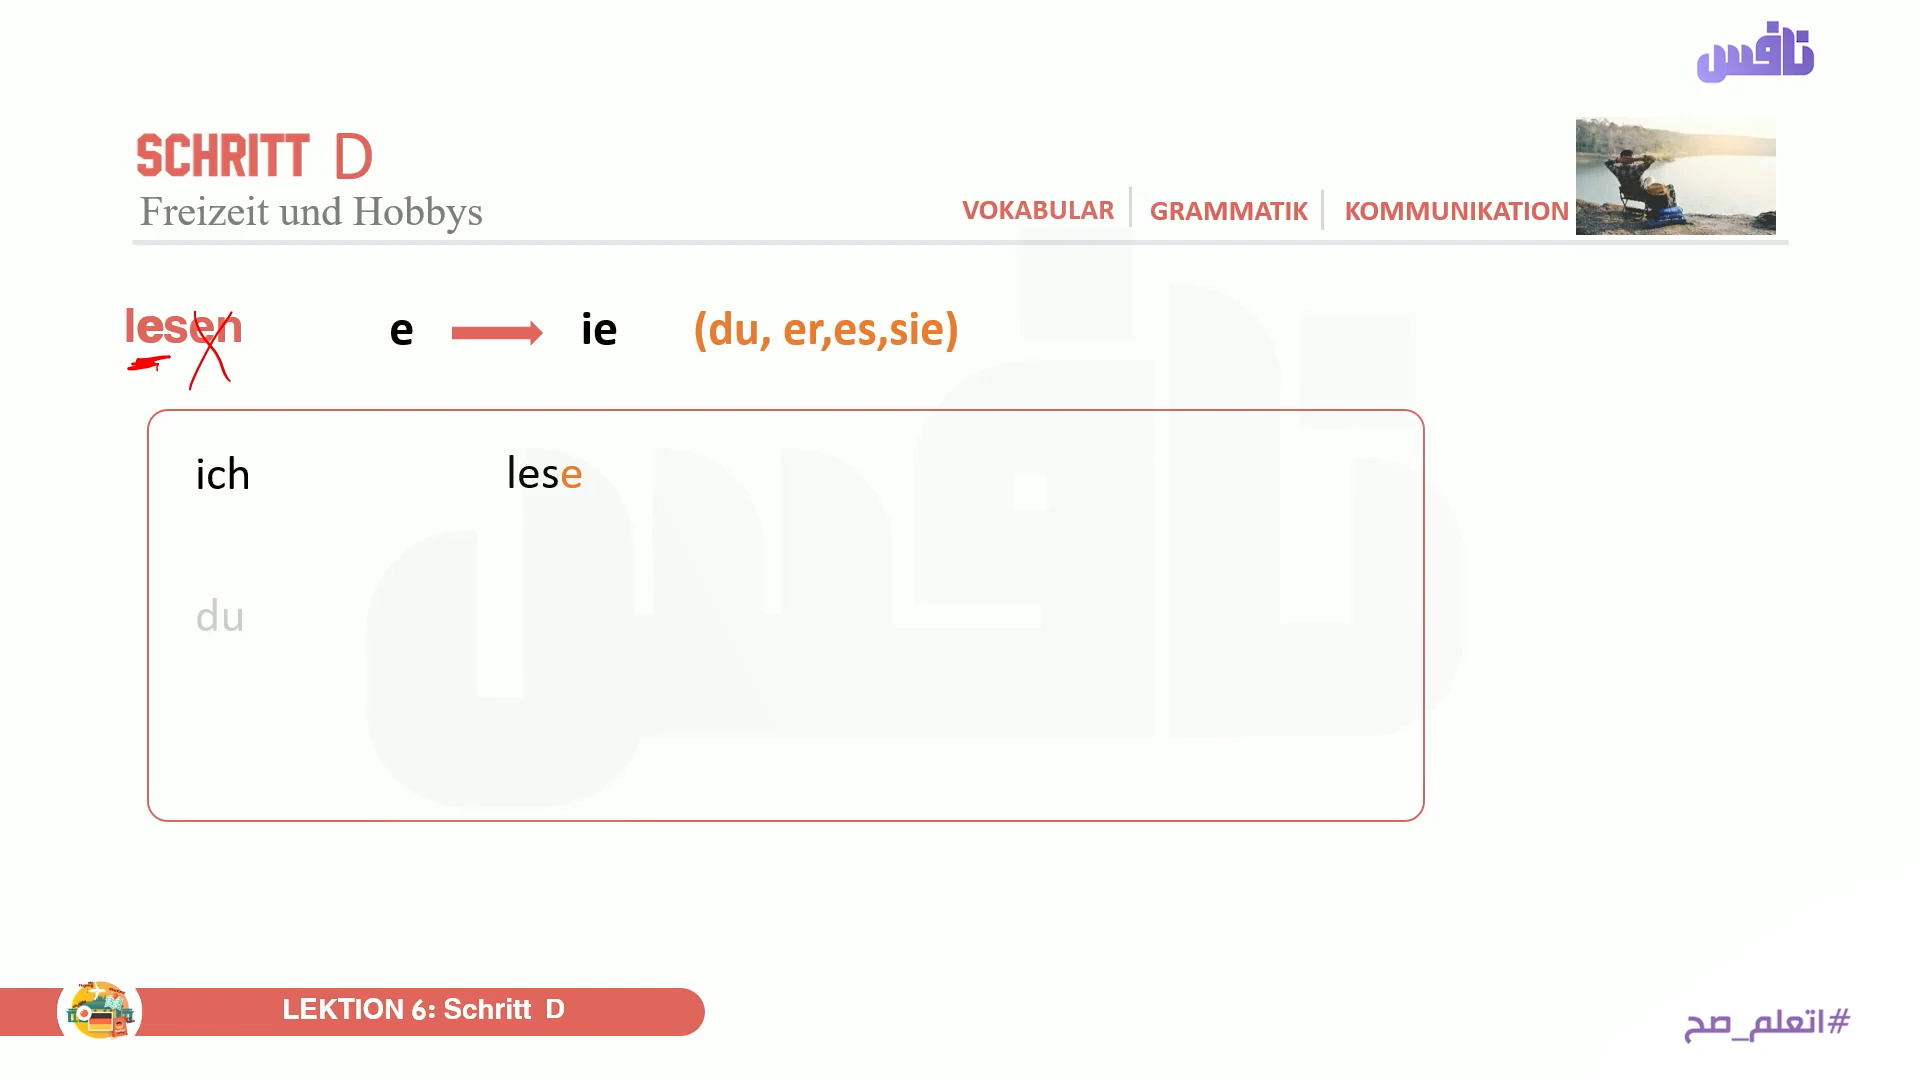 نافس
SCHRITT D
Freizeit und Hobbys
VOKABULAR
GRAMMATIK
KOMMUNIKATION
lesen e ie (du, er,es,sie)
ich lese
du
LEKTION 6: Schritt D
#اتعلم_صح